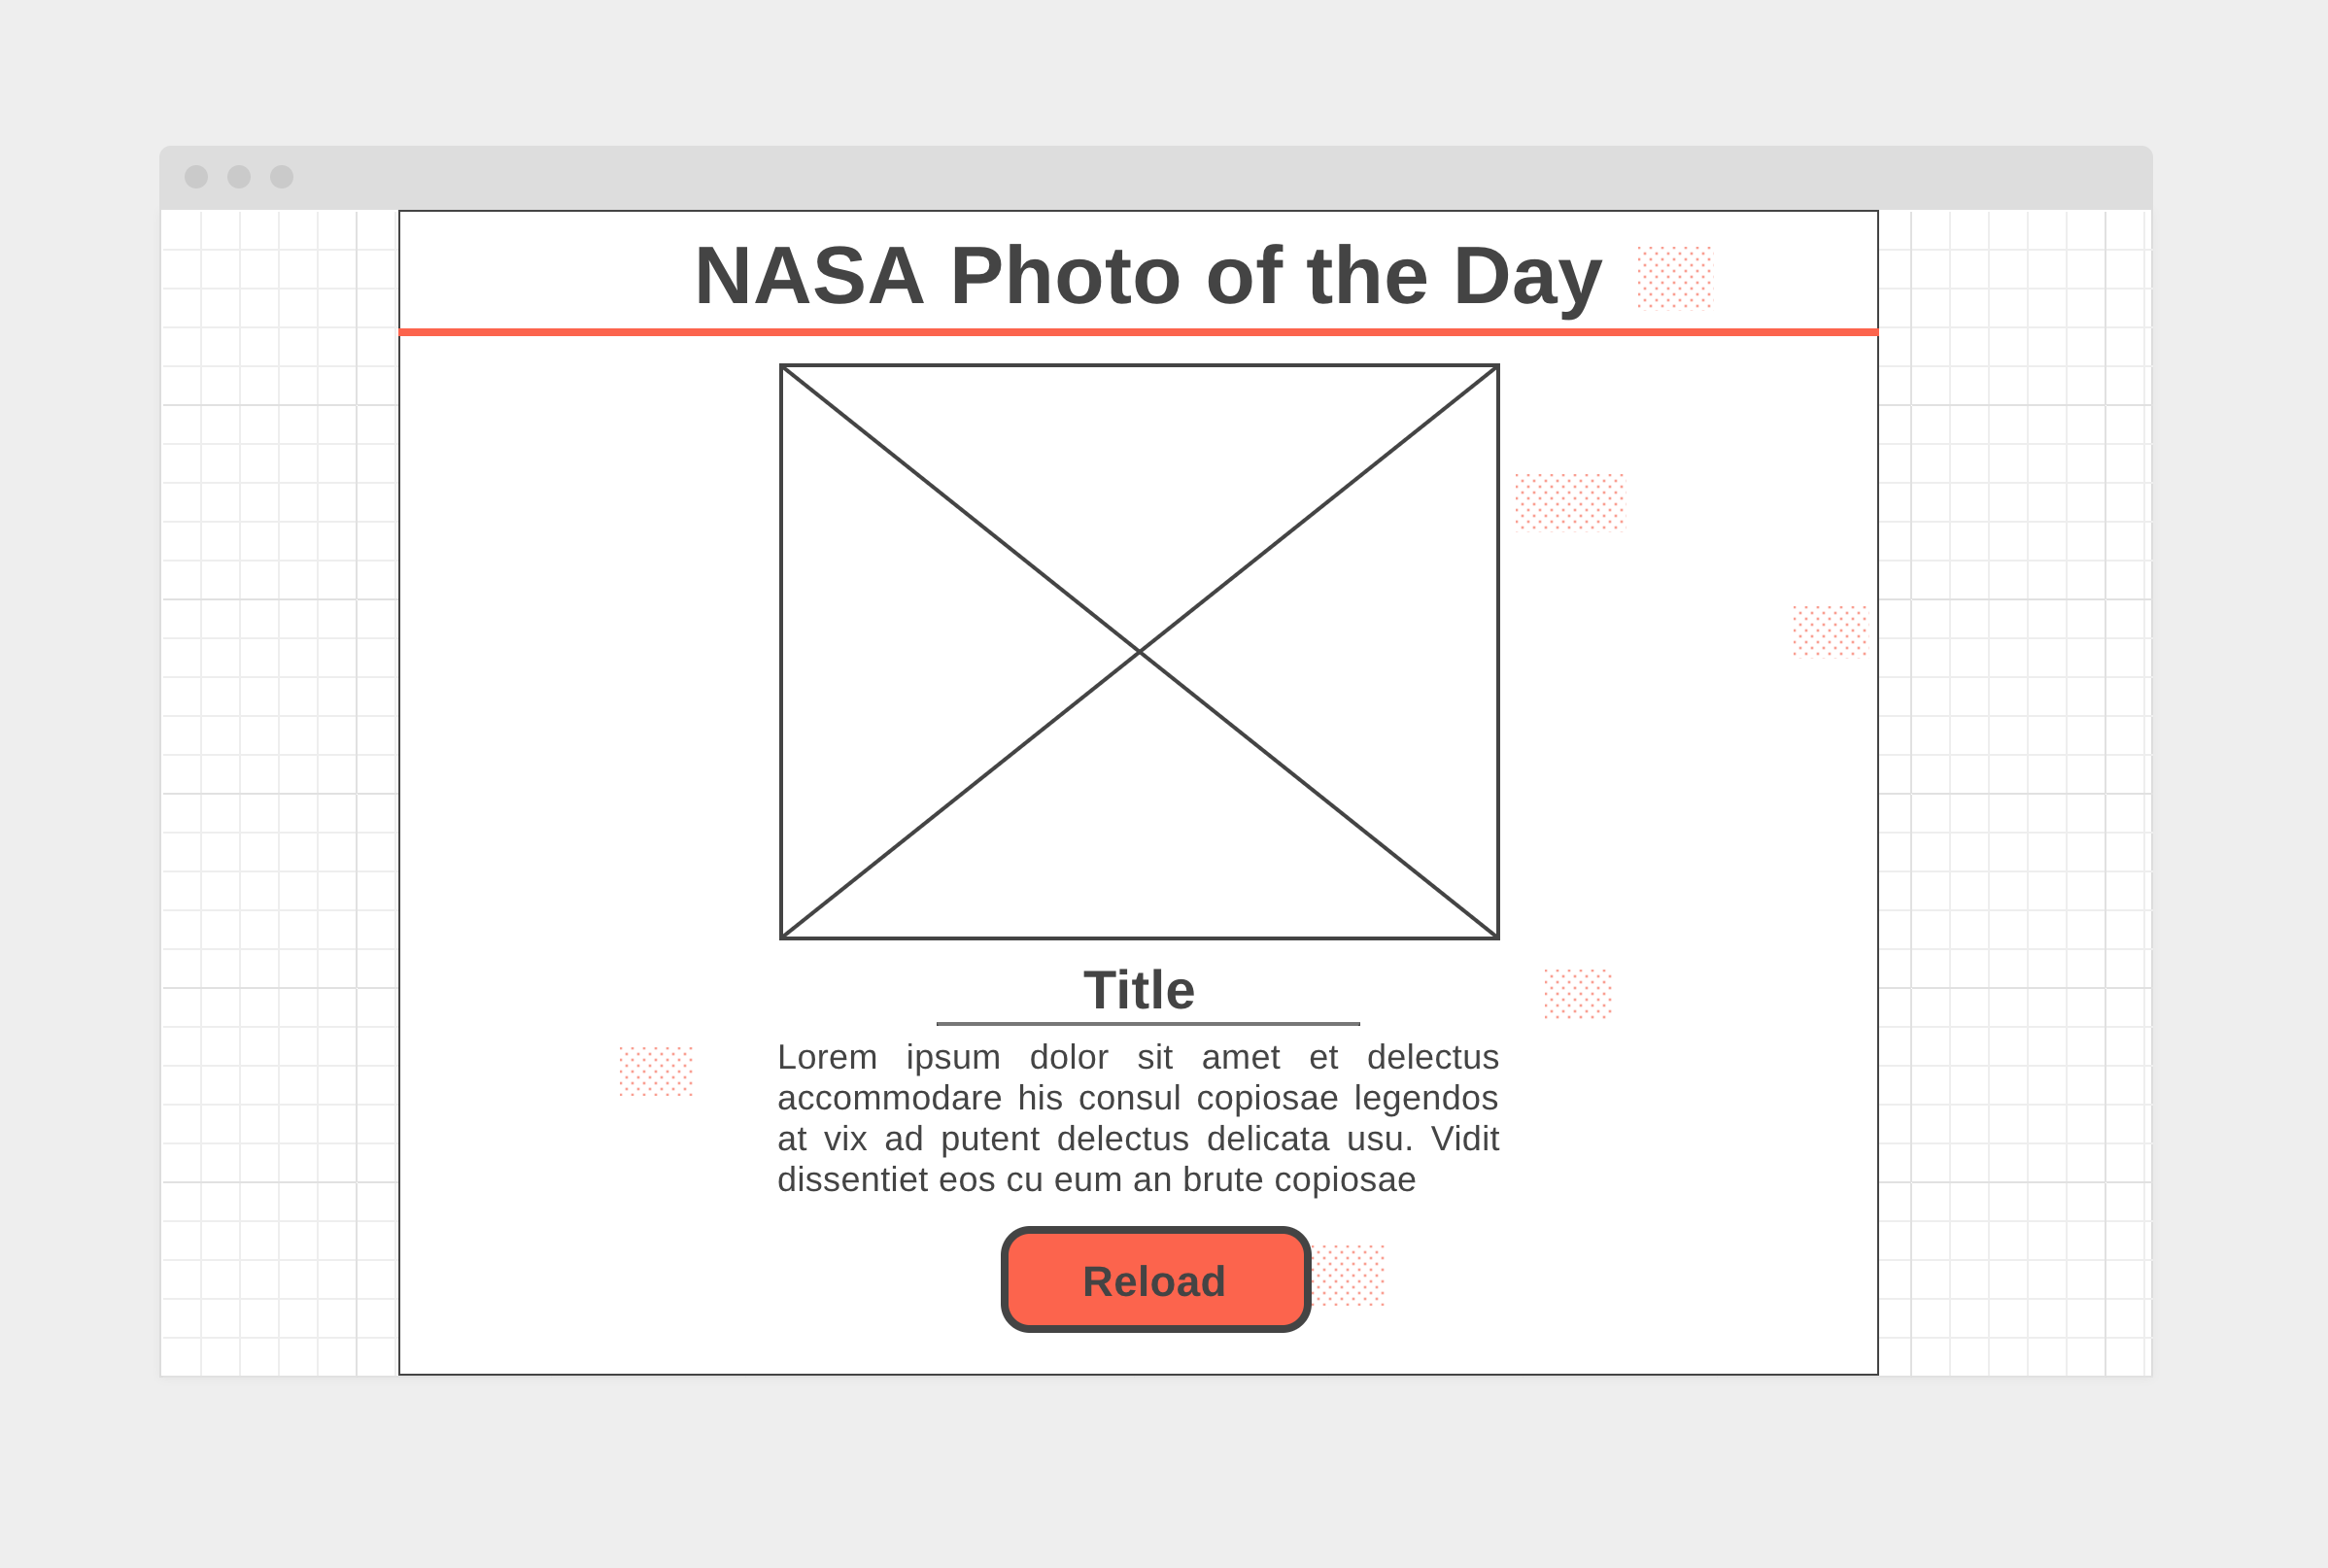 NASA Photo of the Day
Title
Lorem ipsum dolor sit amet et delectus
accommodare his consul copiosae legendos
at vix ad putent delectus delicata usu. Vidit
dissentiet eos cu eum an brute copiosae
Reload